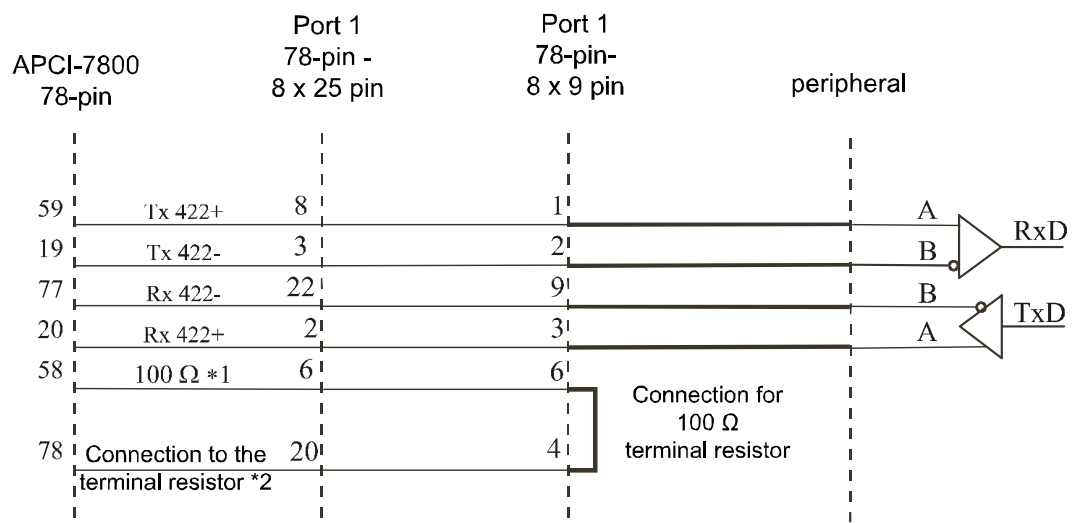 APCI-7800
78-pin
Port 1
78-pin -
8 x 25 pin
Port 1
78-pin-
8 x 9 pin
peripheral
59 Tx 422+ 8 1 A
RxD
19 Tx 422- 3 2 B
77 Rx 422- 22 9 B
TxD
20 Rx 422+ 2 3 A
58 100 Ω *1 6 6
Connection for
100 Ω
terminal resistor
78 Connection to the 20 4
terminal resistor *2